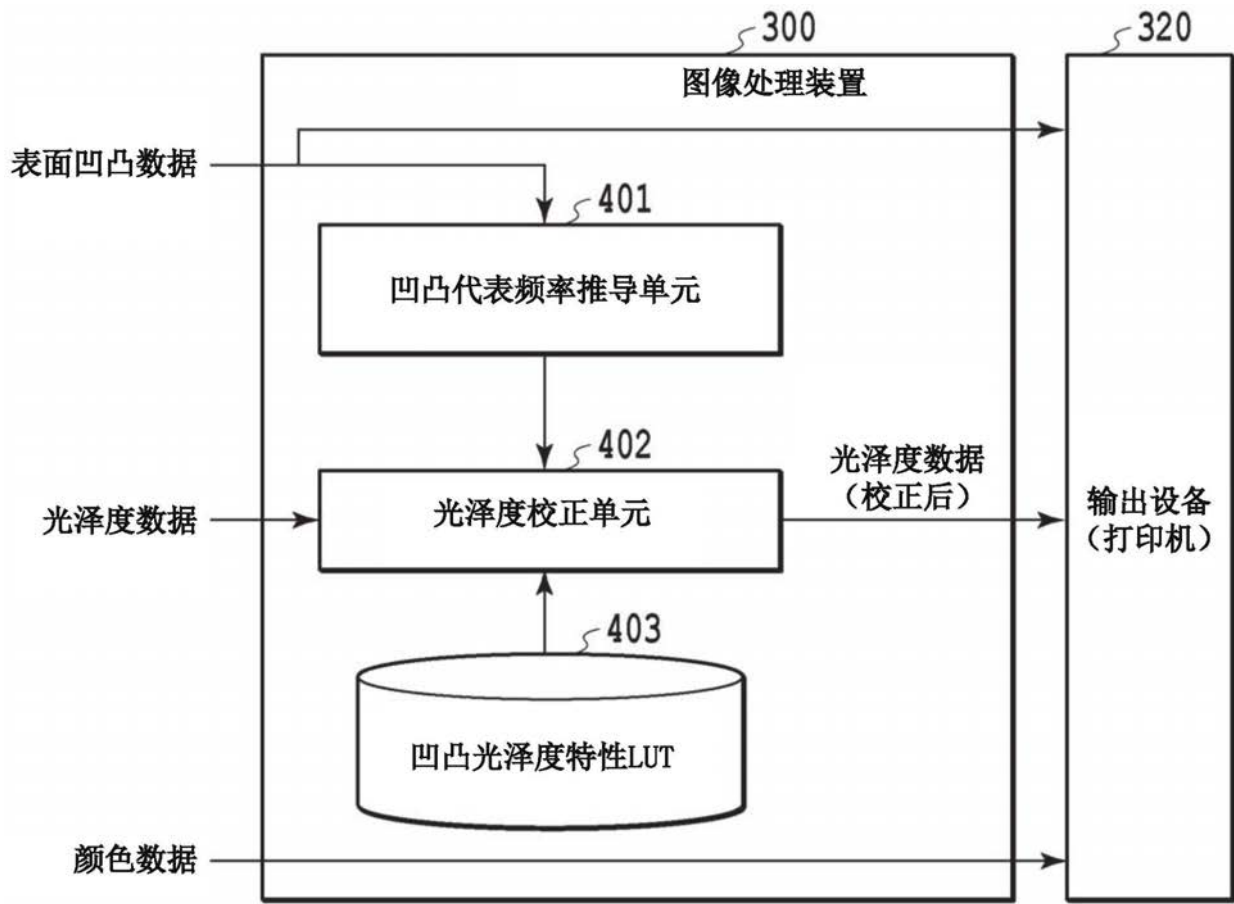 300
320
图像处理装置
表面凹凸数据
401
凹凸代表频率推导单元
402
光泽度数据
(校正后)
光泽度数据
光泽度校正单元
输出设备
(打印机)
403
凹凸光泽度特性LUT
颜色数据